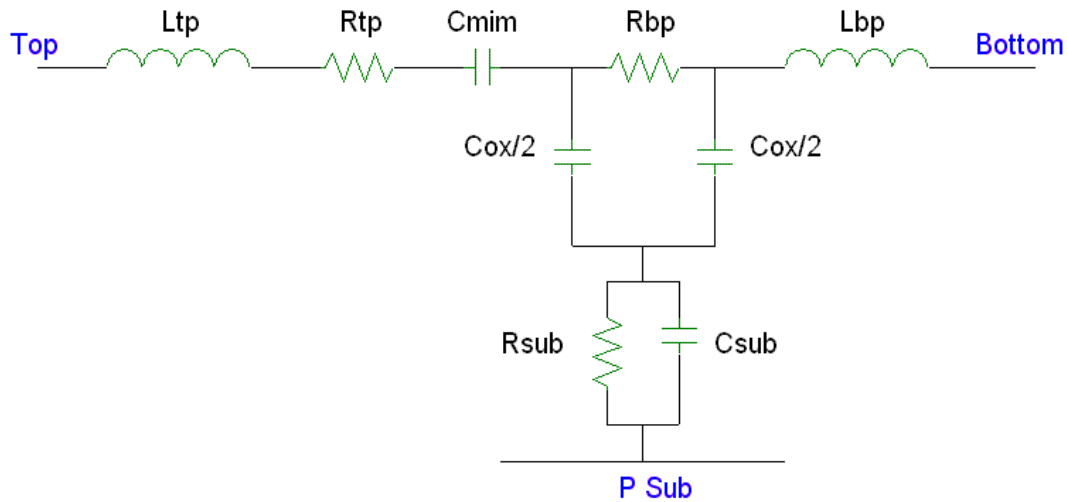 Ltp Rtp Cmim Rbp Lbp
Top Bottom
Cox/2 Cox/2
Rsub Csub
P Sub